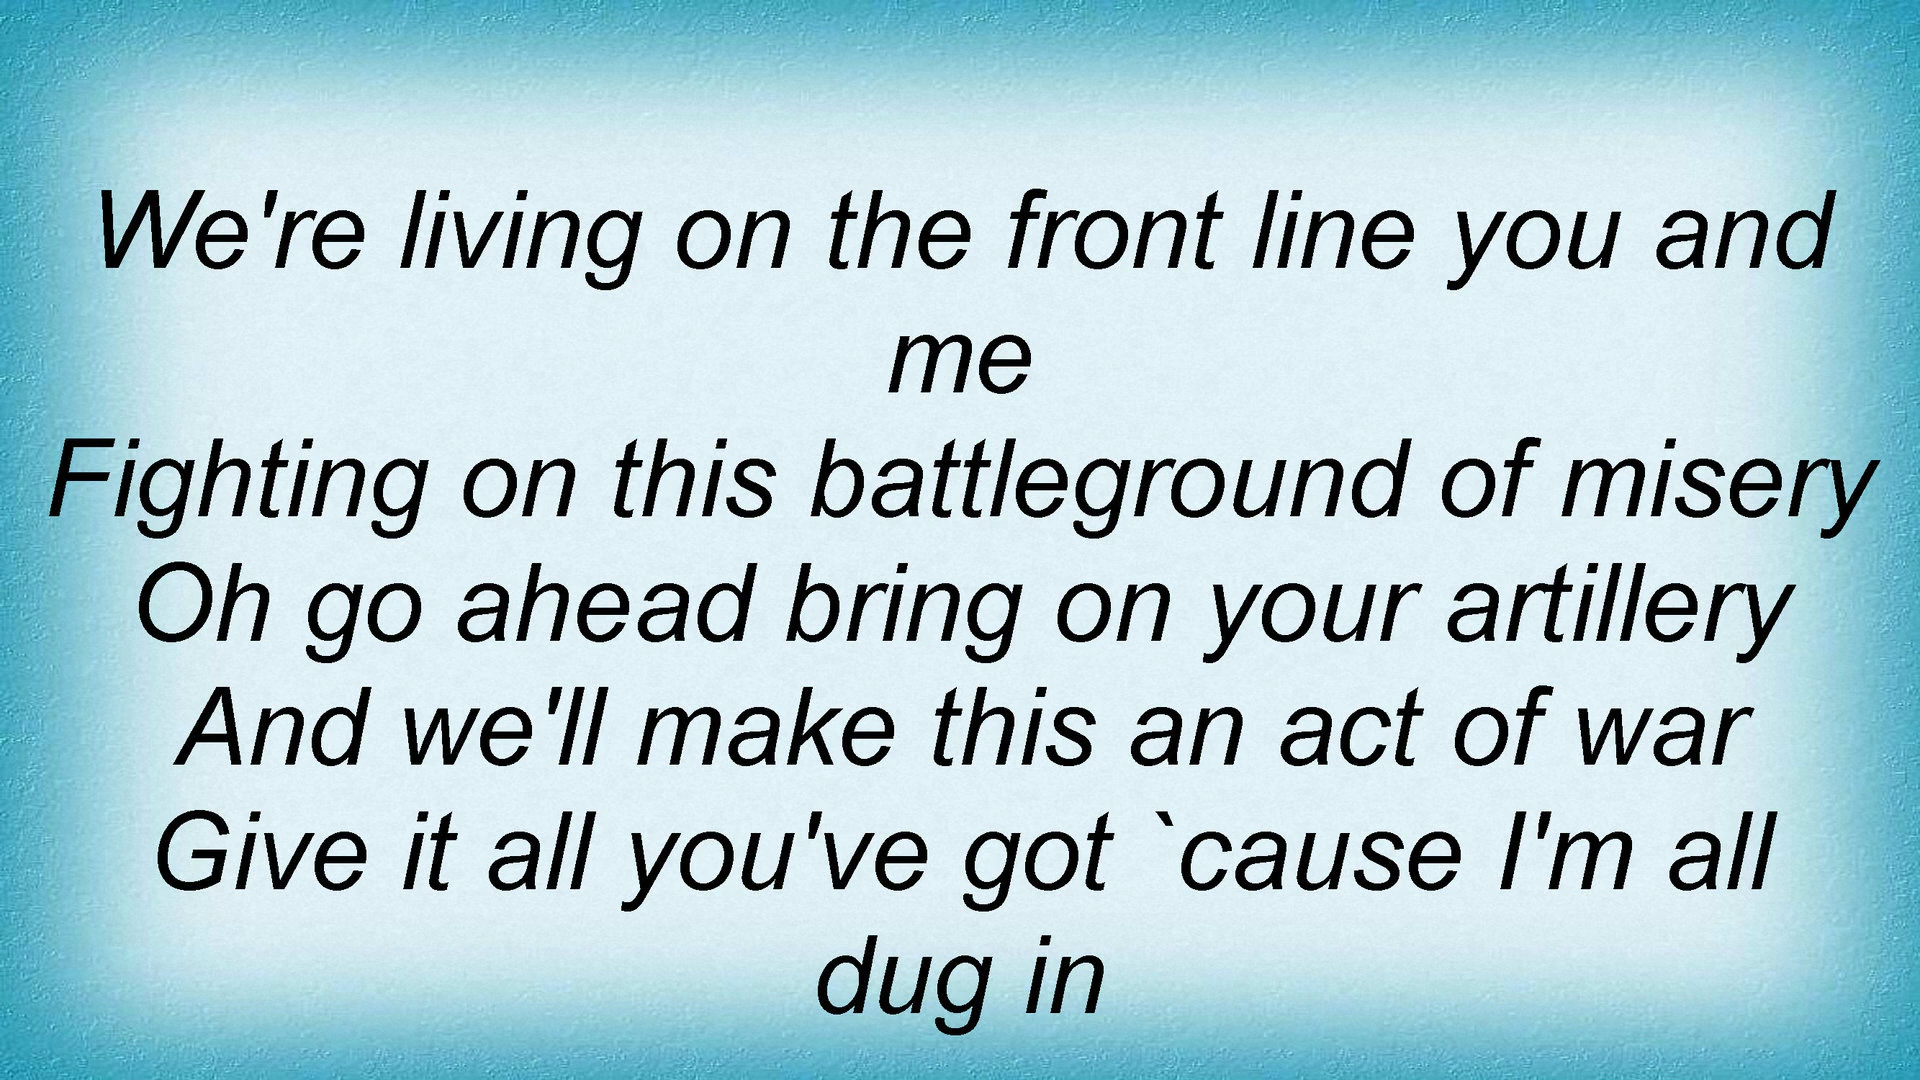 We're living on the front line you and
me
Fighting on this battleground of misery
Oh go ahead bring on your artillery
And we'll make this an act of war
Give it all you've got `cause I'm all
dug in